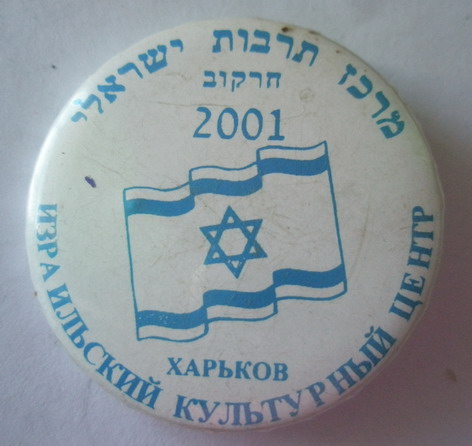 מרכז תרבות ישראלי
חרקוב
2001
ХАРЬКОВ
ИЗРАИЛЬСКИЙ КУЛЬТУРНЫЙ ЦЕНТР